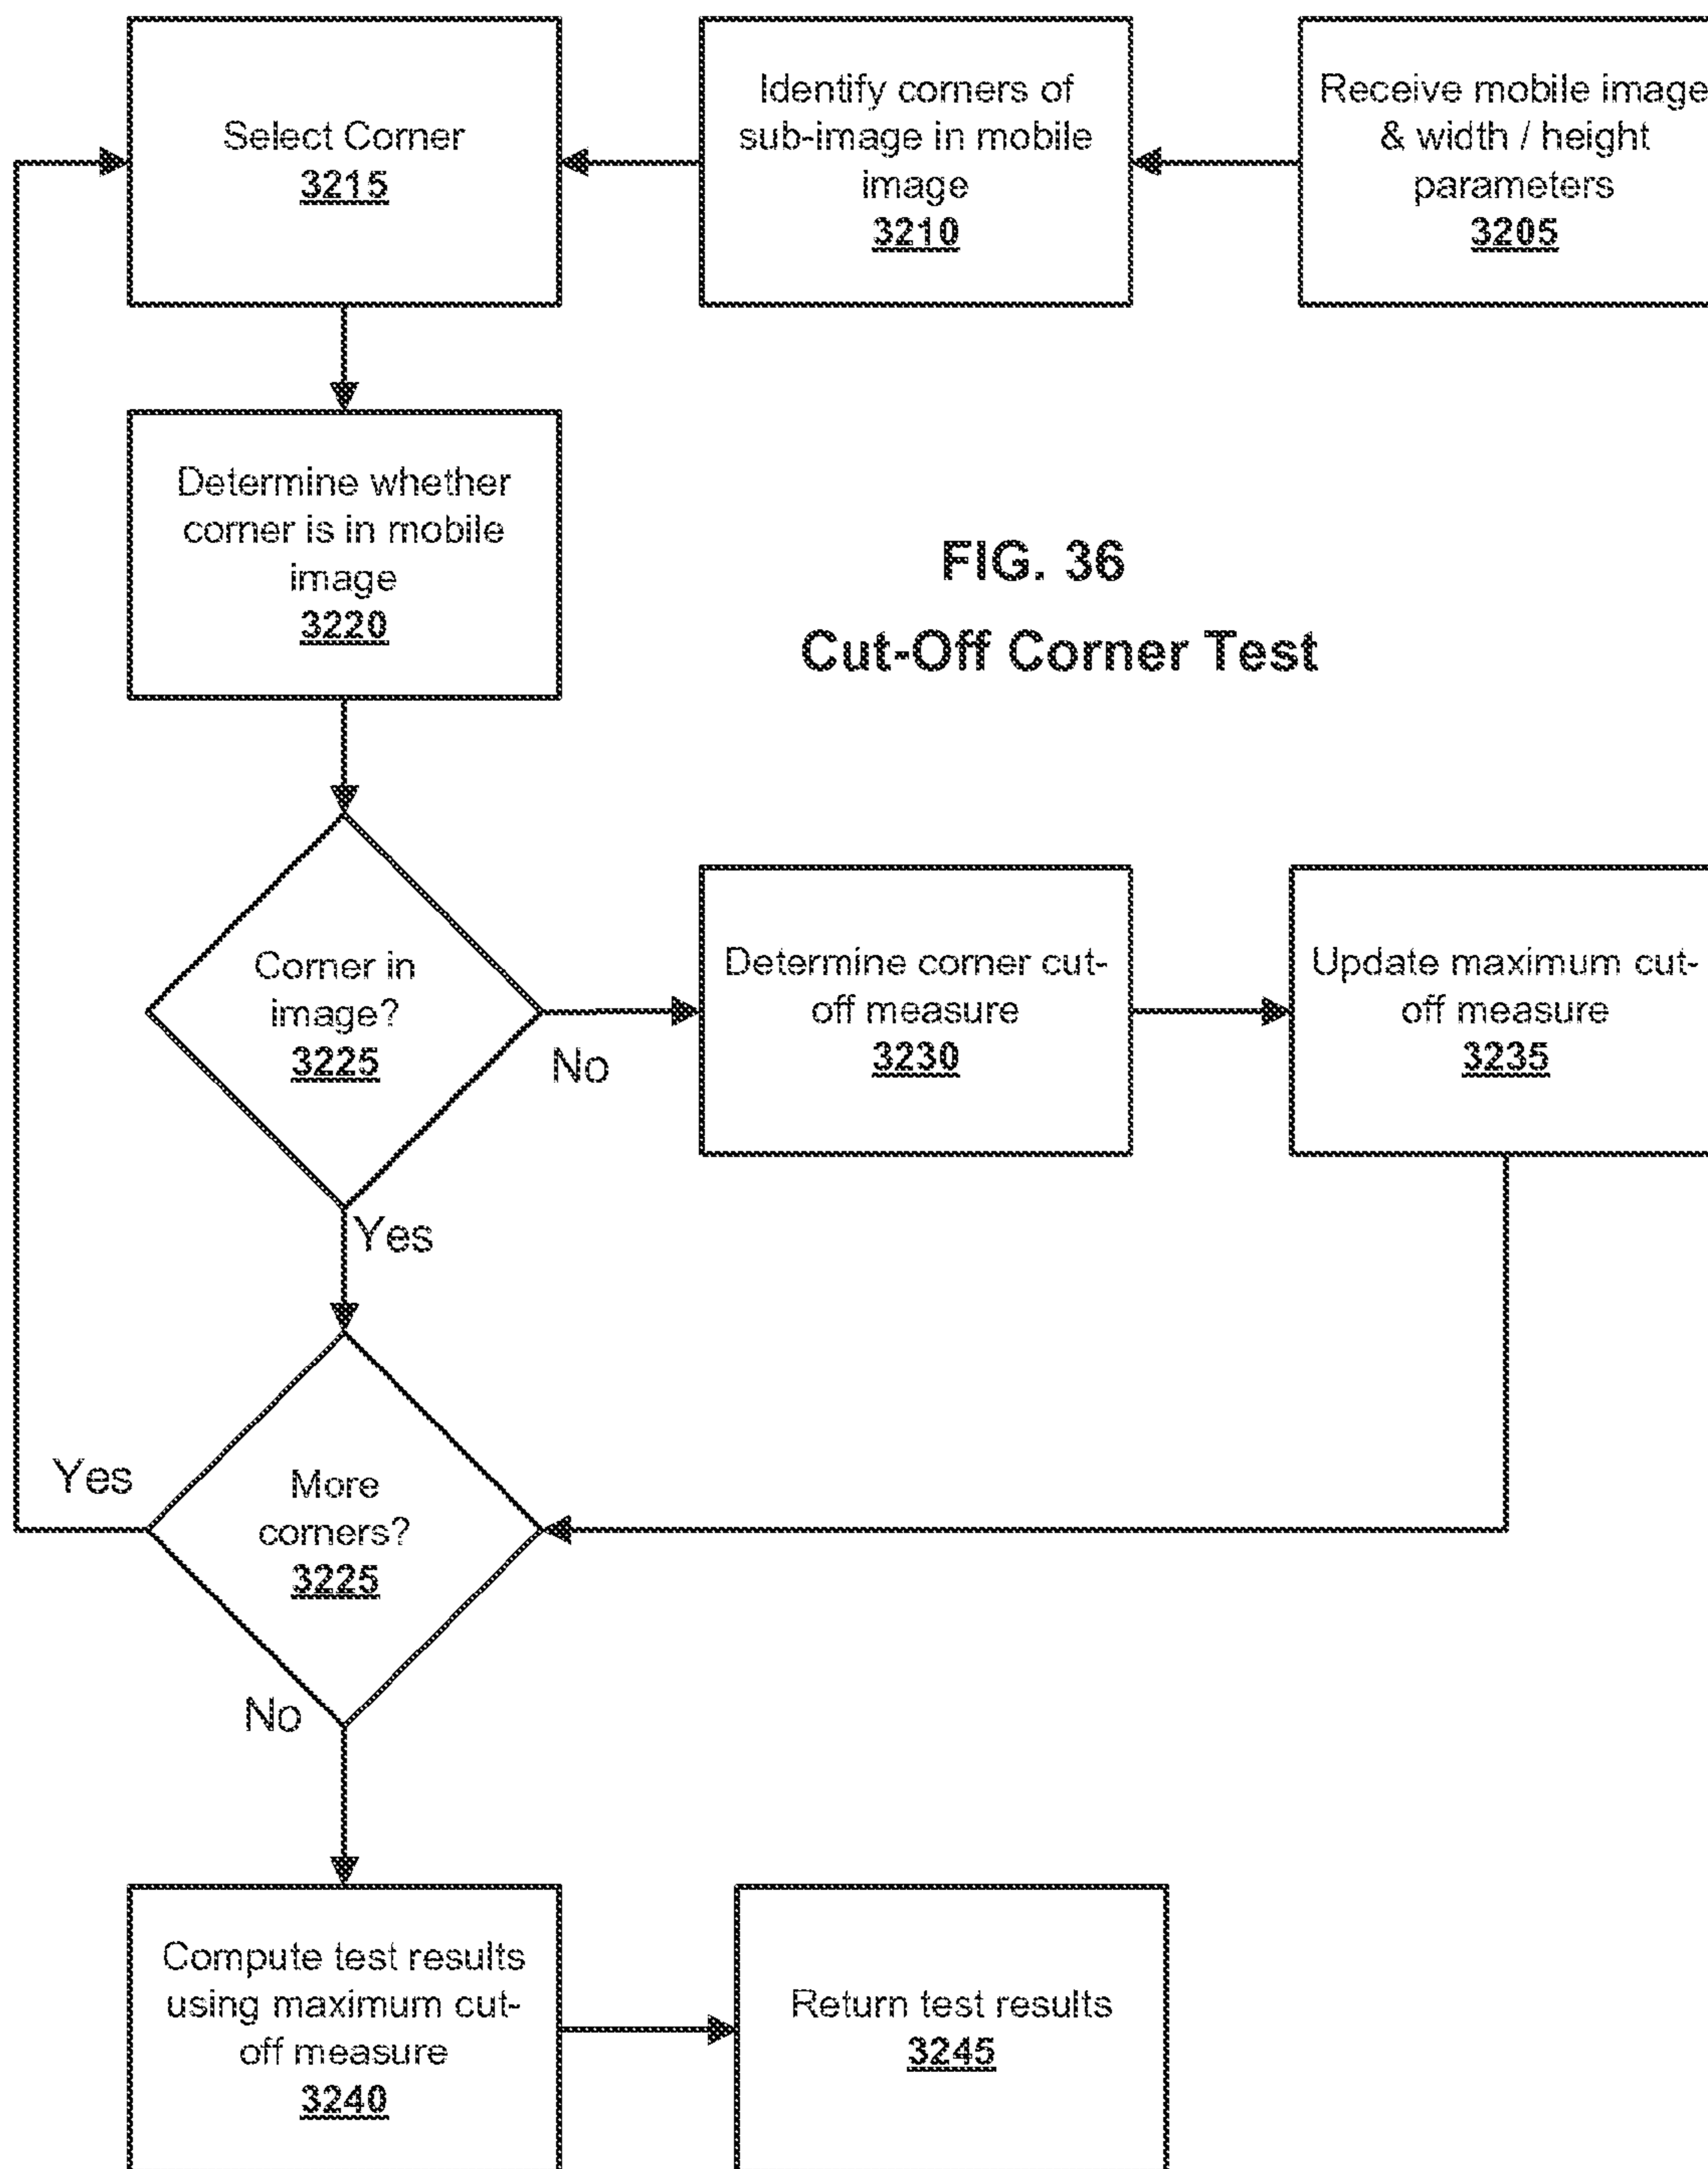 Receive mobile image
& width / height
parameters
3205
Identify corners of
sub-image in mobile
image
3210
Select Corner
3215
Determine whether
corner is in mobile
image
3220
FIG. 36
Cut-Off Corner Test
Corner in
image?
3225
No
Yes
Determine corner cut-
off measure
3230
Update maximum cut-
off measure
3235
More
corners?
3225
Yes
No
Compute test results
using maximum cut-
off measure
3240
Return test results
3245